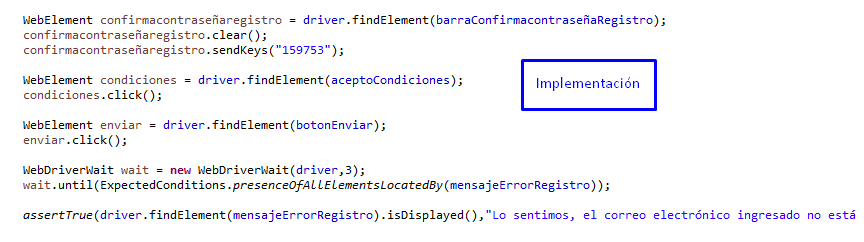 WebElement confirmacontraseñaregistro = driver.findElement(barraConfirmacontraseñaRegistro);
confirmacontraseñaregistro.clear();
confirmacontraseñaregistro.sendKeys("159753");
WebElement condiciones = driver.findElement(aceptoCondiciones);
condiciones.click();
Implementación
WebElement enviar = driver.findElement(botonEnviar);
enviar.click();
WebDriverWait wait = new WebDriverWait(driver,3);
wait.until(ExpectedConditions.presenceOfAllElementsLocatedBy(mensajeErrorRegistro));
assertTrue(driver.findElement(mensajeErrorRegistro).isDisplayed(),"Lo sentimos, el correo electrónico ingresado no está